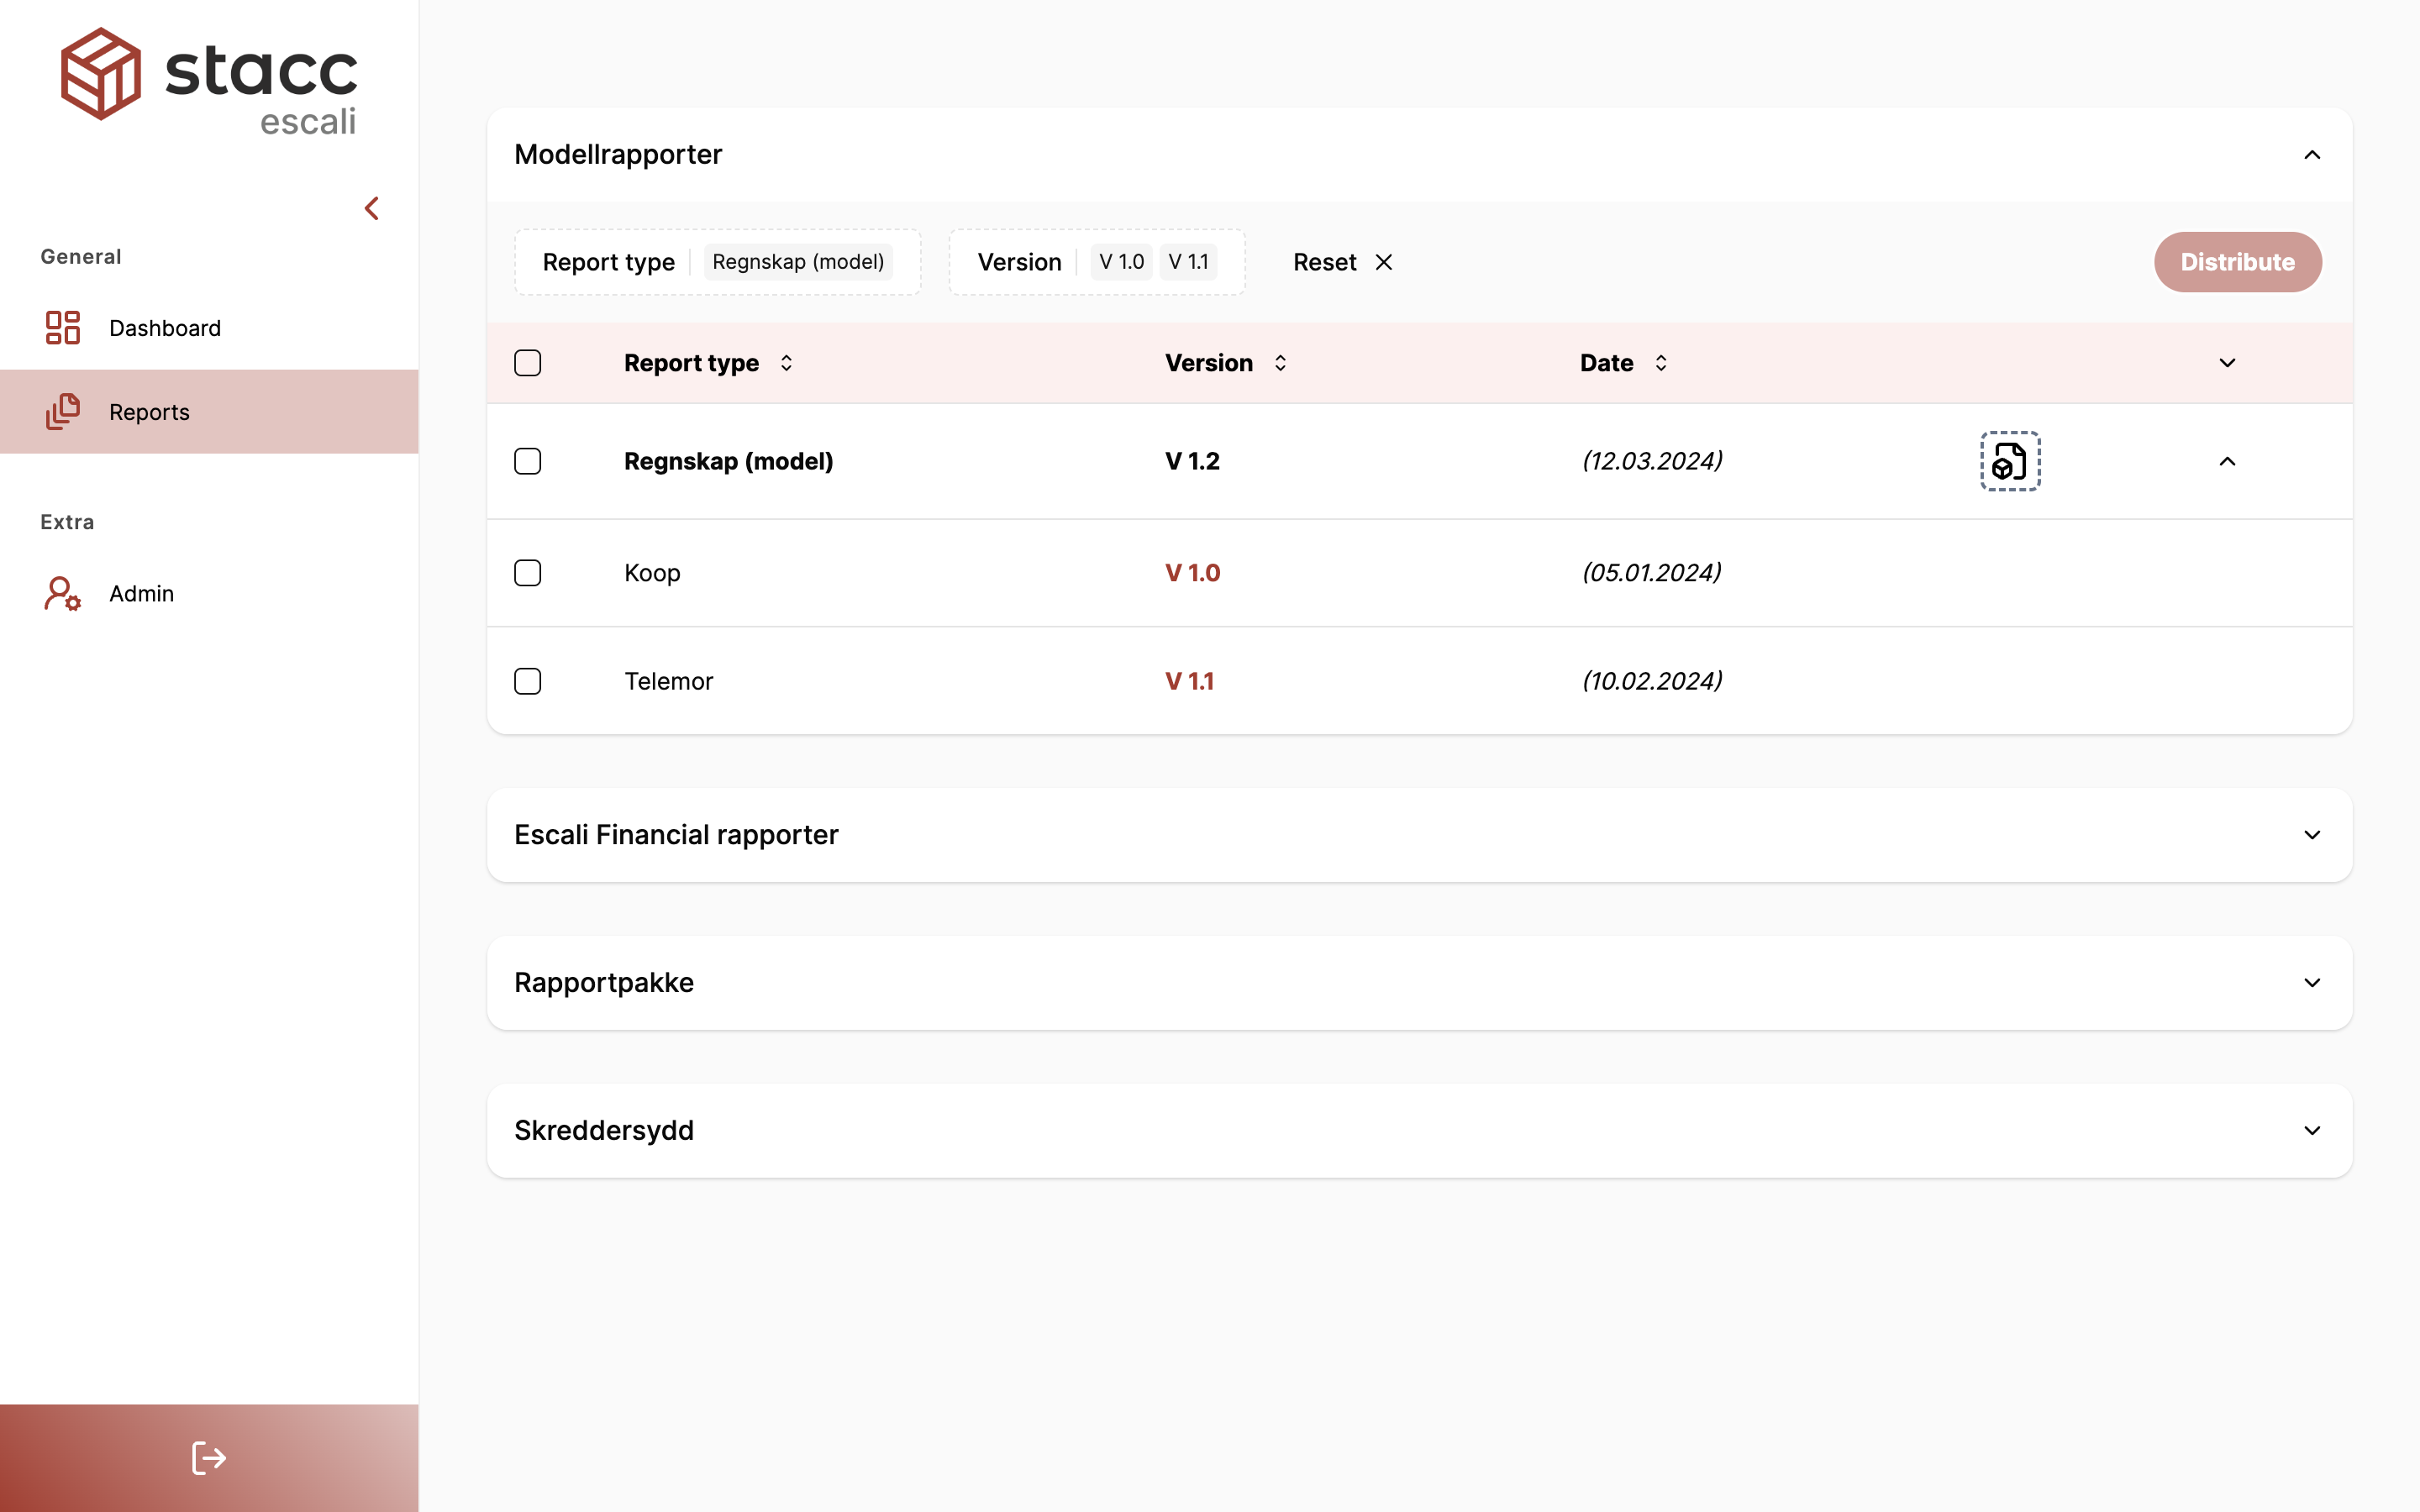 stacc
escali
General
Dashboard
Reports
Extra
Admin
Modellrapporter
Report type Regnskap (model) Version V 1.0 V 1.1 Reset Distribute
Report type Version Date
Regnskap (model) V 1.2 (12.03.2024)
Koop V 1.0 (05.01.2024)
Telemor V 1.1 (10.02.2024)
Escali Financial rapporter
Rapportpakke
Skreddersydd